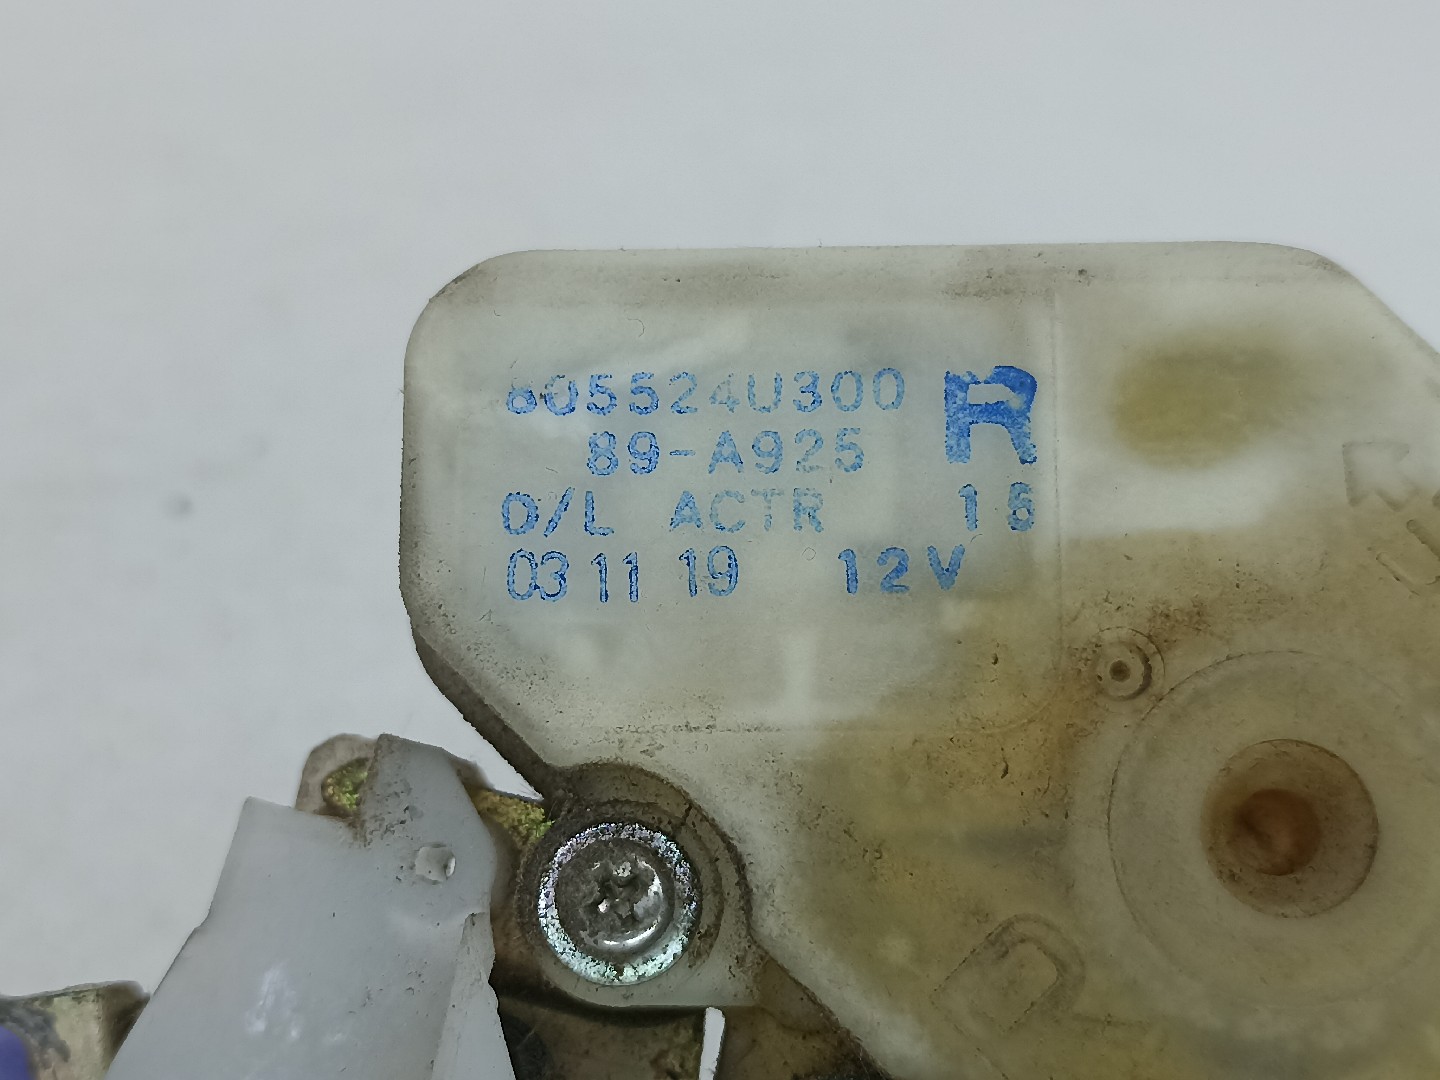 805524U300 R
89-A925
D/L ACTR 16
03 11 19 12V